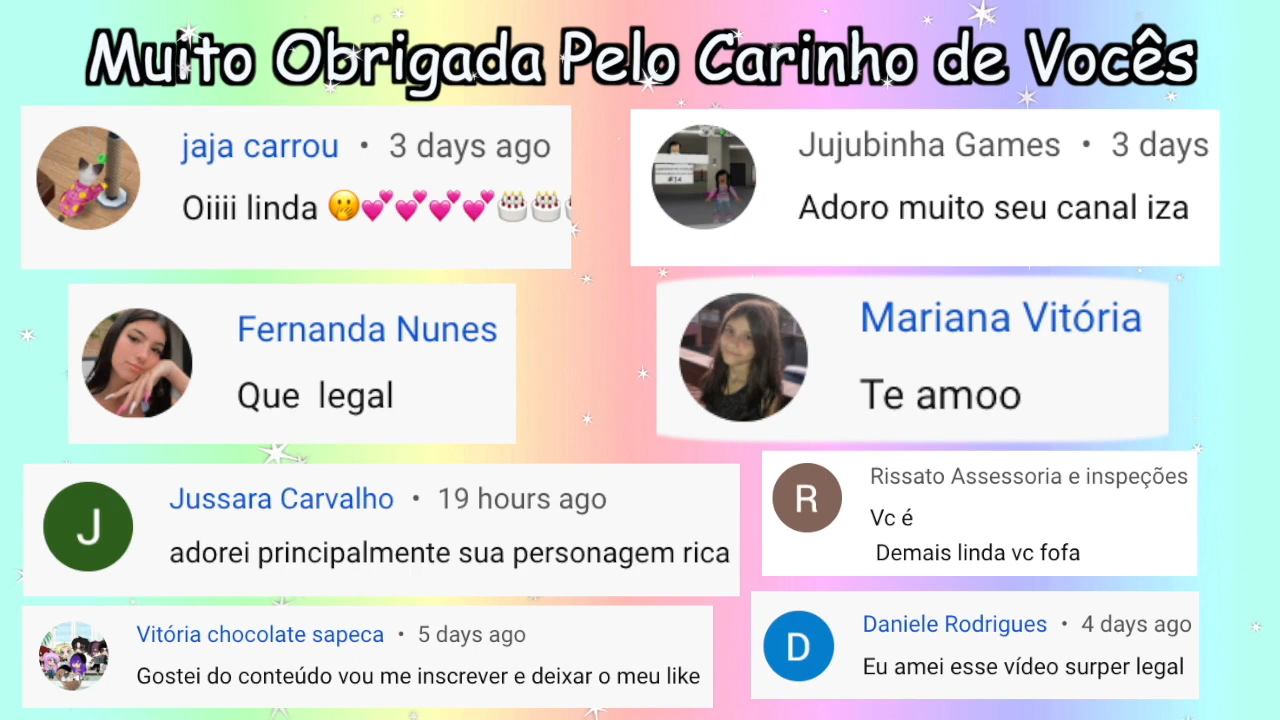 Muito Obrigada Pelo Carinho de Vocês
jaja carrou • 3 days ago
Oiiii linda 🤭💕💕💕💕🎂🎂
Jujubinha Games • 3 days
#14
Adoro muito seu canal iza
Fernanda Nunes
Que legal
Mariana Vitória
Te amoo
J
Jussara Carvalho • 19 hours ago
adorei principalmente sua personagem rica
R
Rissato Assessoria e inspeções
Vc é
Demais linda vc fofa
Vitória chocolate sapeca • 5 days ago
Gostei do conteúdo vou me inscrever e deixar o meu like
D
Daniele Rodrigues • 4 days ago
Eu amei esse vídeo surper legal